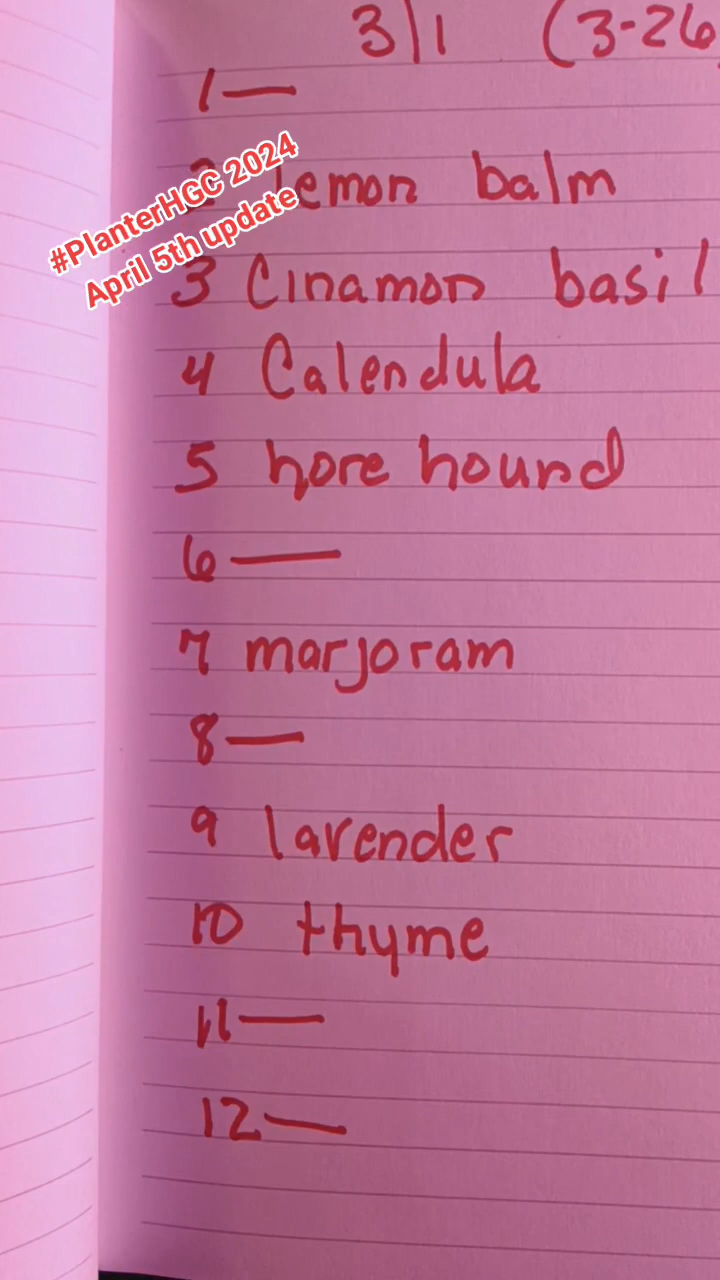 3|1 (3-26
1—
#PlanterHGC 2024
April 5th update
2 lemon balm
3 Cinamon basil
4 Calendula
5 hore hound
6—
7 marjoram
8—
9 lavender
10 thyme
11—
12—